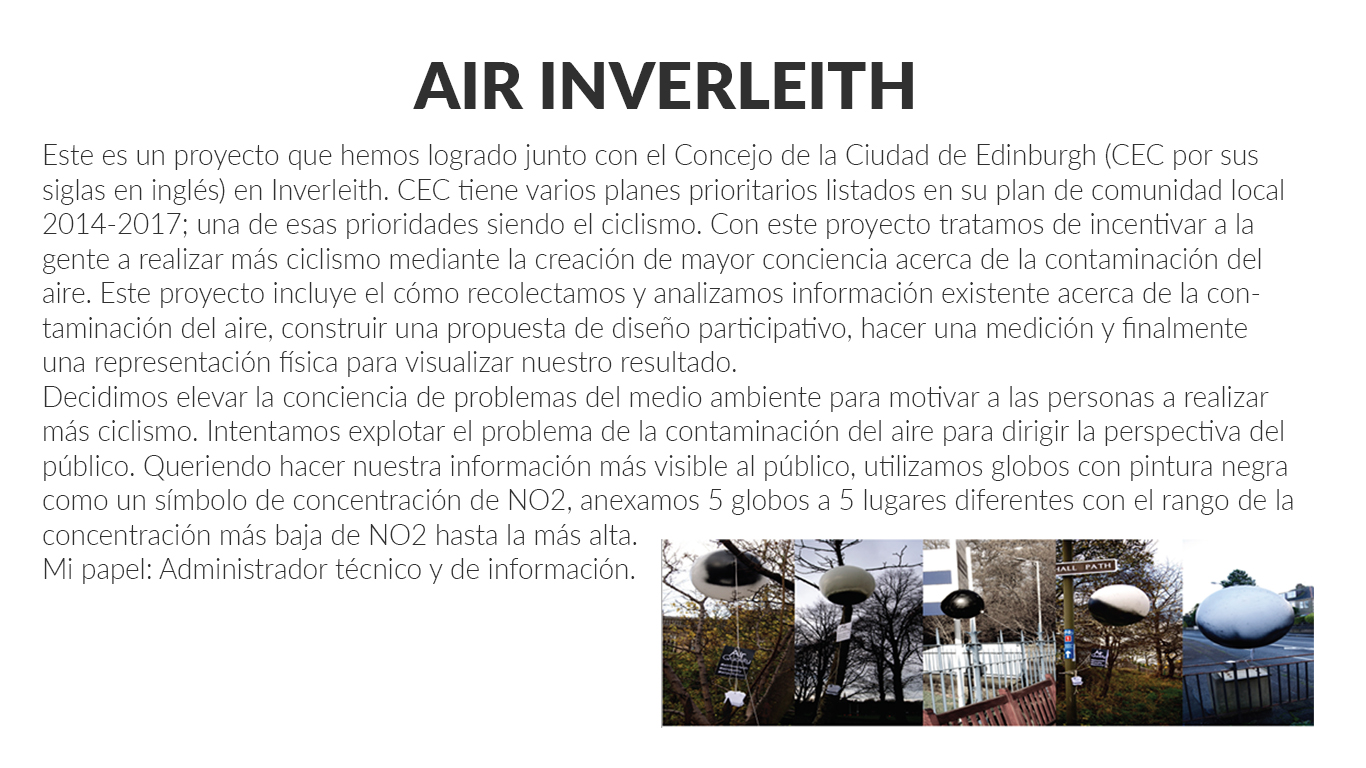 AIR INVERLEITH
Este es un proyecto que hemos logrado junto con el Concejo de la Ciudad de Edinburgh (CEC por sus
siglas en inglés) en Inverleith. CEC tiene varios planes prioritarios listados en su plan de comunidad local
2014-2017; una de esas prioridades siendo el ciclismo. Con este proyecto tratamos de incentivar a la
gente a realizar más ciclismo mediante la creación de mayor conciencia acerca de la contaminación del
aire. Este proyecto incluye el cómo recolectamos y analizamos información existente acerca de la con-
taminación del aire, construir una propuesta de diseño participativo, hacer una medición y finalmente
una representación física para visualizar nuestro resultado.
Decidimos elevar la conciencia de problemas del medio ambiente para motivar a las personas a realizar
más ciclismo. Intentamos explotar el problema de la contaminación del aire para dirigir la perspectiva del
público. Queriendo hacer nuestra información más visible al público, utilizamos globos con pintura negra
como un símbolo de concentración de NO2, anexamos 5 globos a 5 lugares diferentes con el rango de la
concentración más baja de NO2 hasta la más alta.
Mi papel: Administrador técnico y de información.
HALL PATH